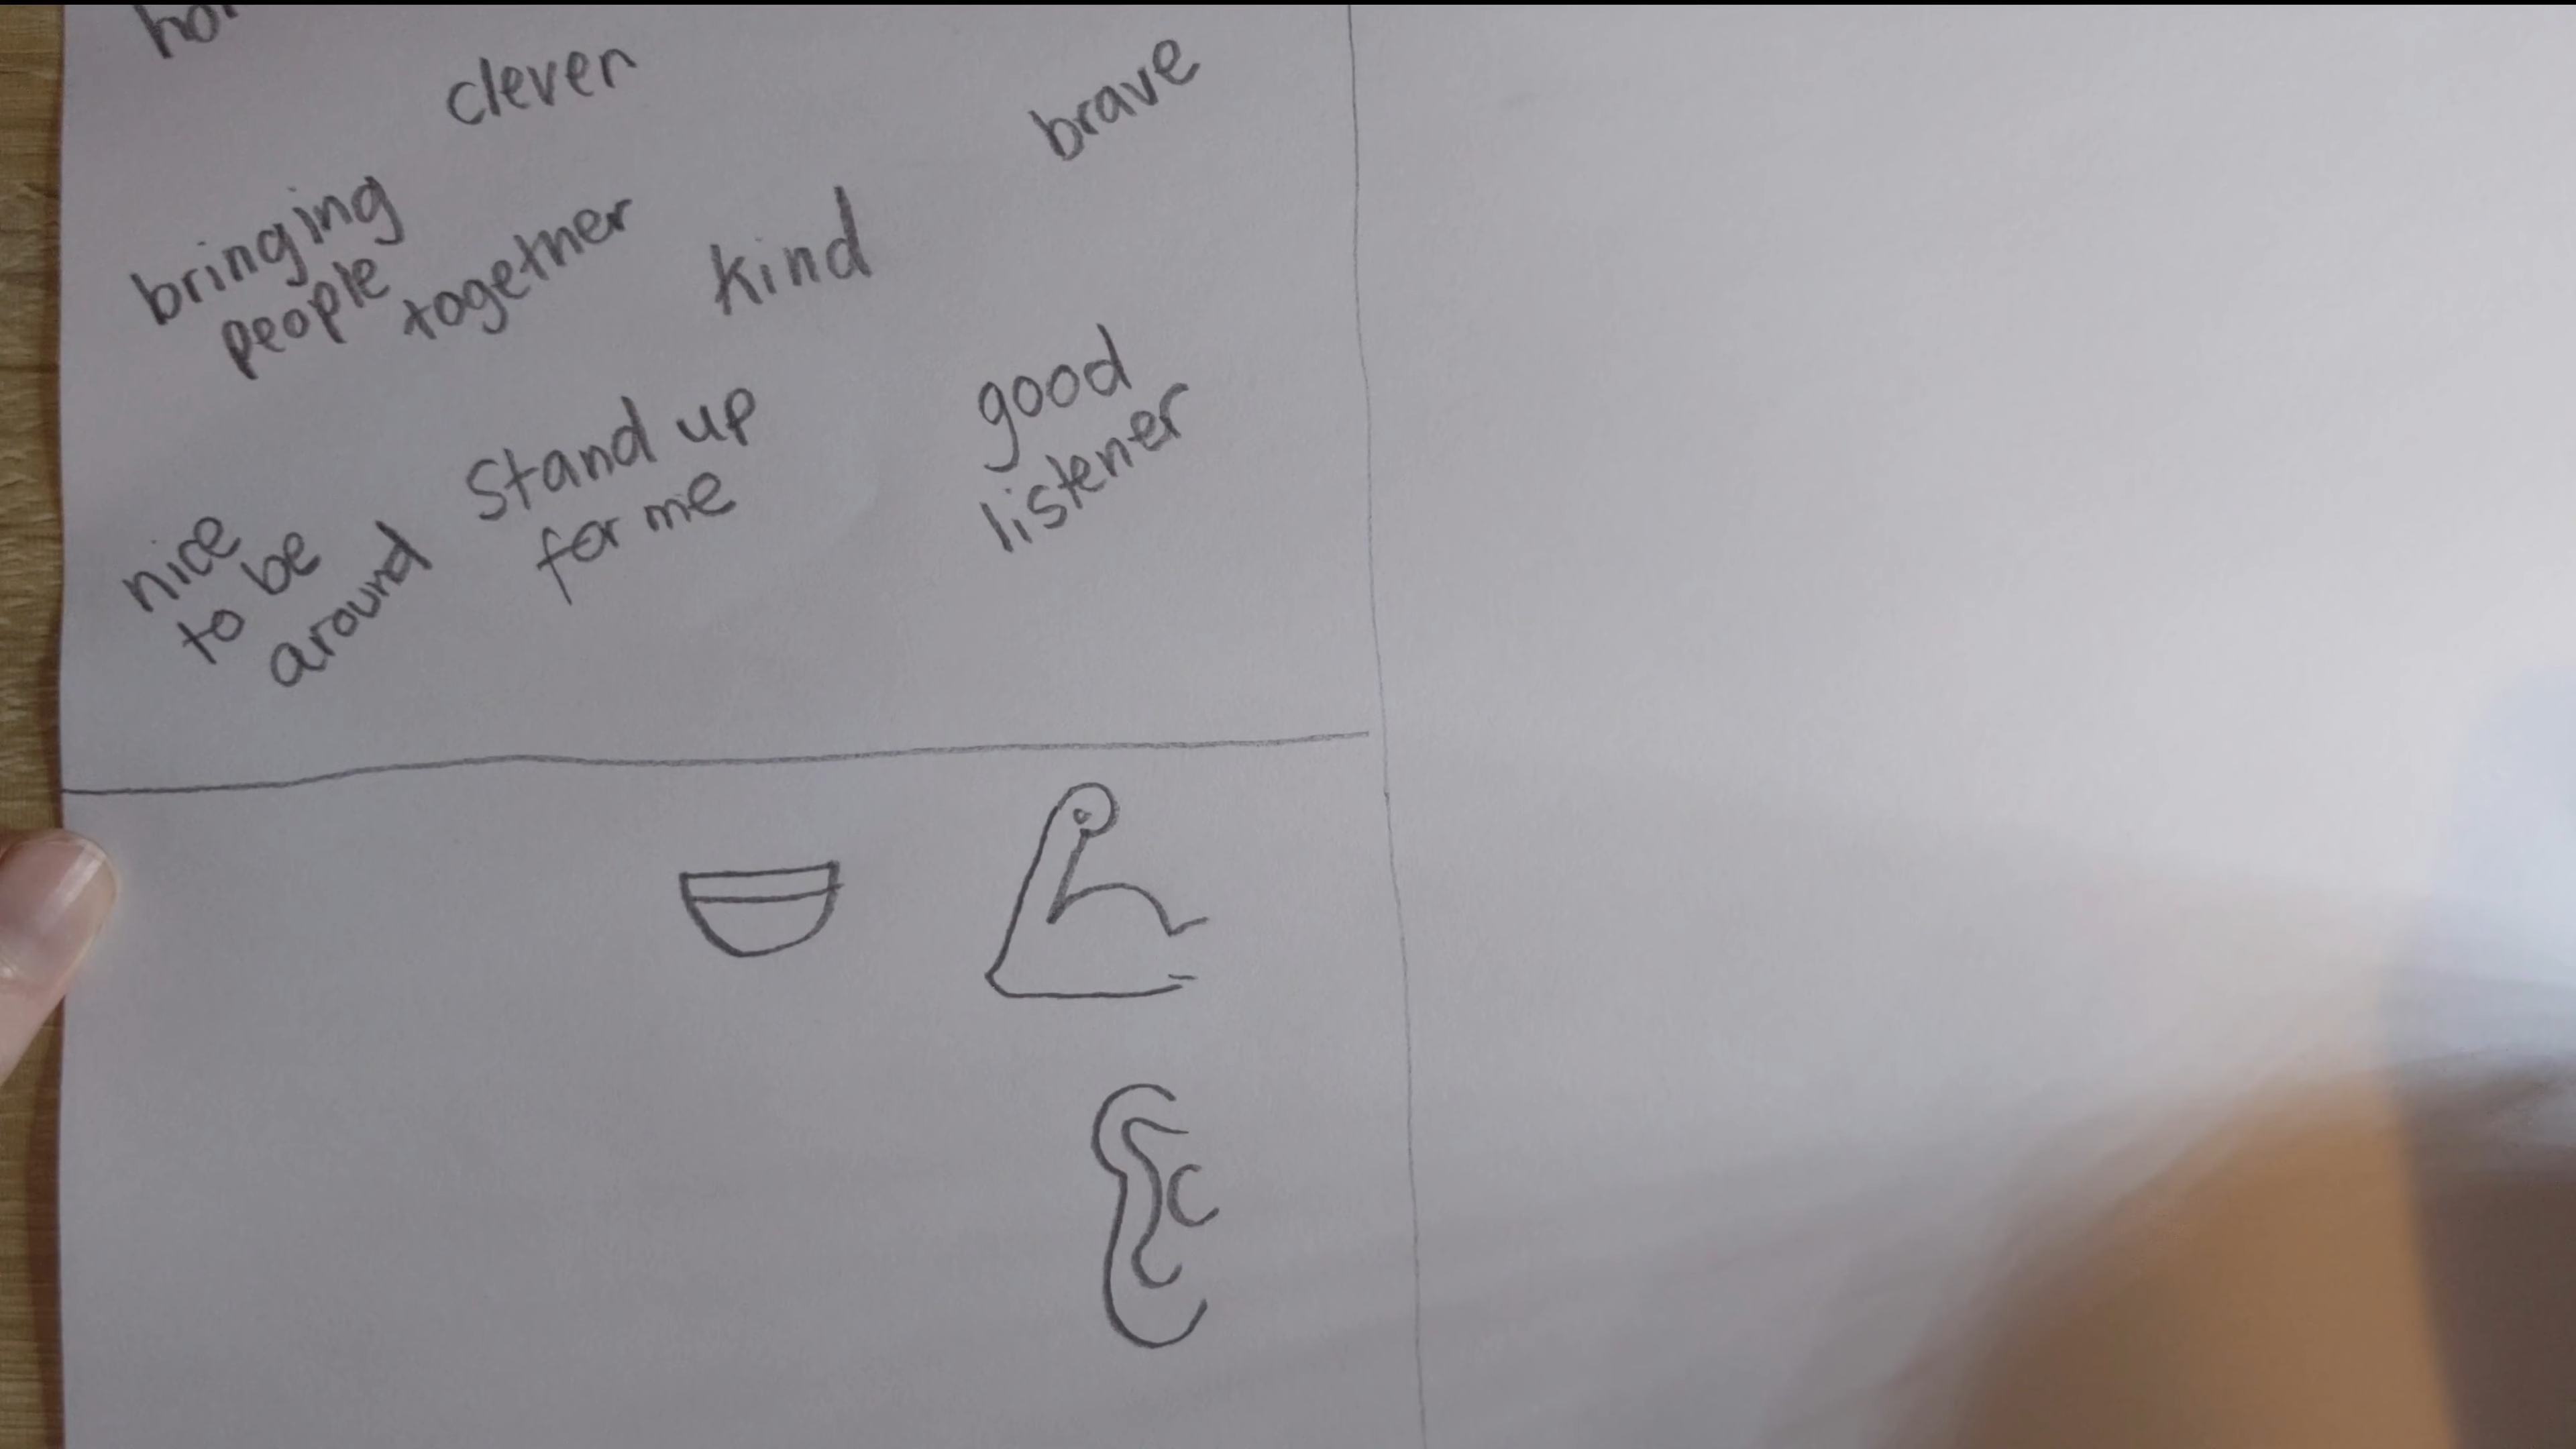 clever
brave
bringing
people together
kind
Stand up
for me
good
listener
nice
to be
around